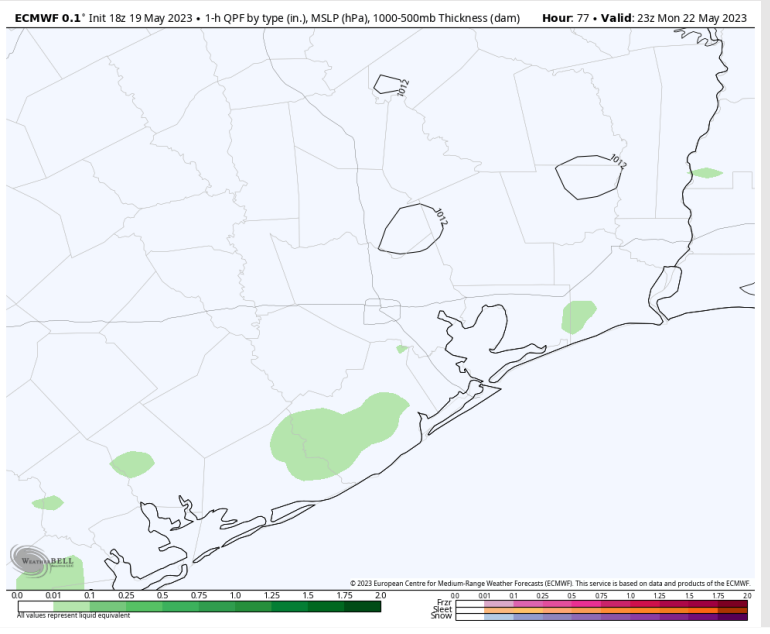 ECMWF 0.1° Init 18z 19 May 2023 • 1-h QPF by type (in.), MSLP (hPa), 1000-500mb Thickness (dam) Hour: 77 • Valid: 23z Mon 22 May 2023
1012
1012
1012
WeatherBELL
© 2023 European Centre for Medium-Range Weather Forecasts (ECMWF). This service is based on data and products of the ECMWF.
0.0 0.01 0.1 0.25 0.5 0.75 1.0 1.25 1.5 1.75 2.0
All values represent liquid equivalent
0.0 0.01 0.1 0.25 0.5 0.75 1.0 1.25 1.5 1.75 2.0
Frzr
Sleet
Snow